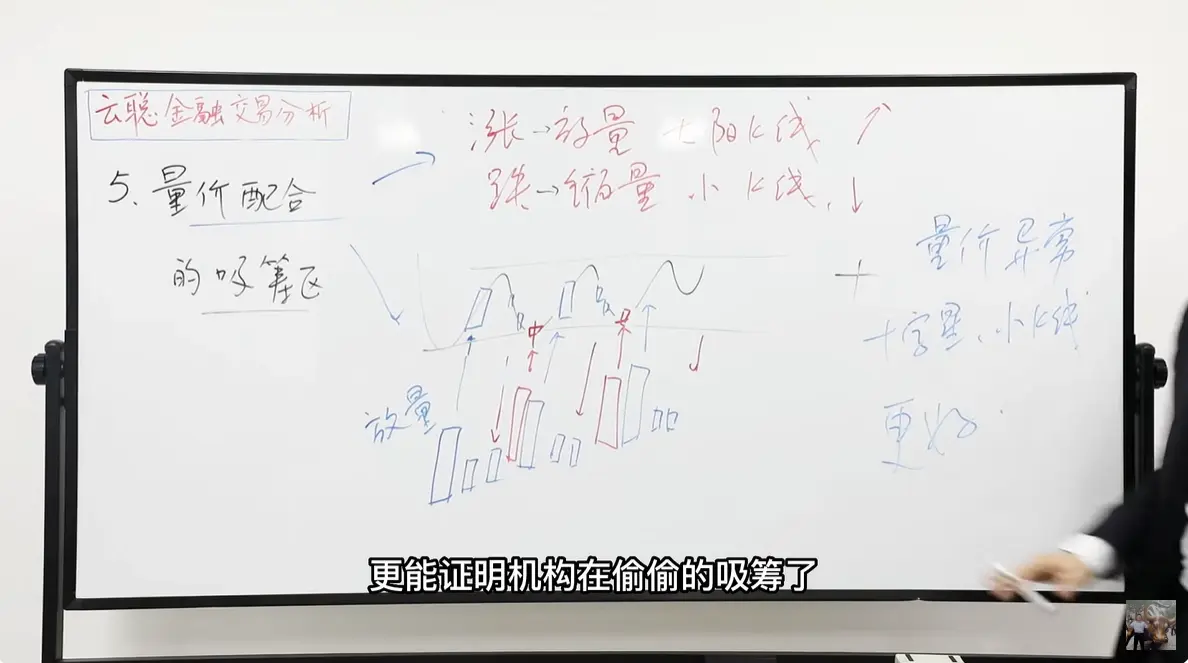 云聪金融交易分析
涨→放量 大阳K线 ↑
跌→缩量 小K线. ↓
5. 量价配合
的吸筹区
+ 量价异常
十字星、小K线
更好
放量
更能证明机构在偷偷的吸筹了